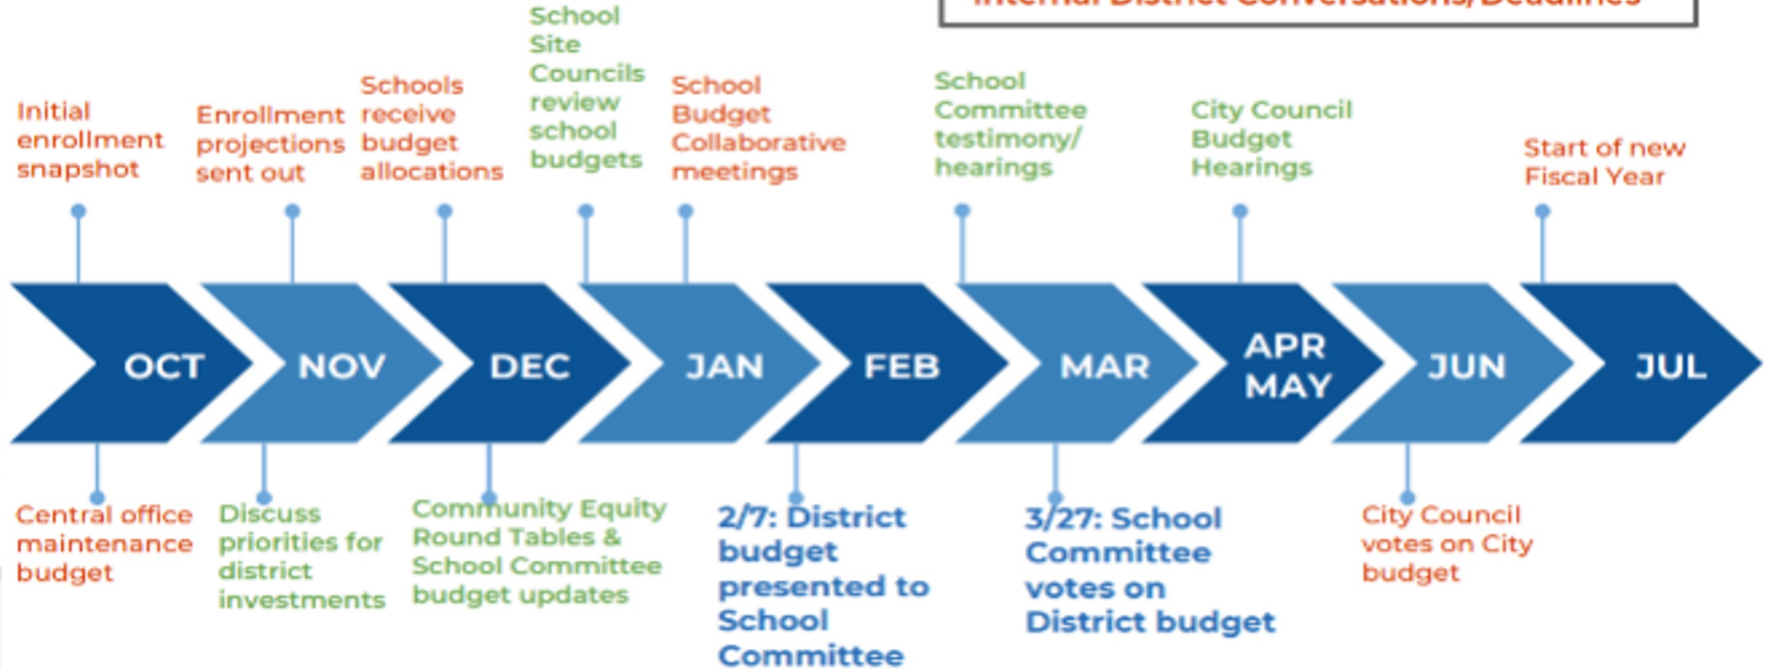 Internal District Conversations/Deadlines
Initial
enrollment
snapshot
Enrollment
projections
sent out
Schools
receive
budget
allocations
School
Site
Councils
review
school
budgets
School
Budget
Collaborative
meetings
School
Committee
testimony/
hearings
City Council
Budget
Hearings
Start of new
Fiscal Year
OCT
NOV
DEC
JAN
FEB
MAR
APR
MAY
JUN
JUL
Central office
maintenance
budget
Discuss
priorities for
district
investments
Community Equity
Round Tables &
School Committee
budget updates
2/7: District
budget
presented to
School
Committee
3/27: School
Committee
votes on
District budget
City Council
votes on City
budget